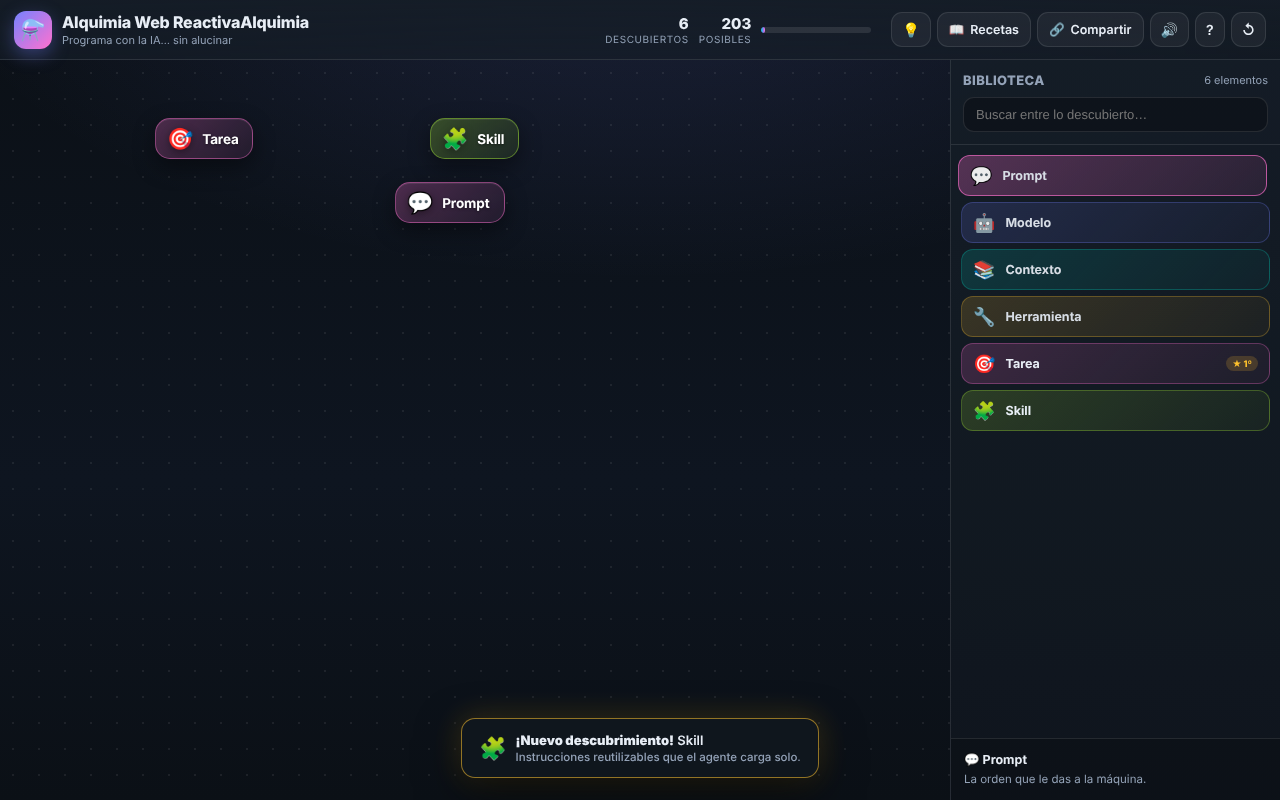 Alquimia Web ReactivaAlquimia
Programa con la IA... sin alucinar
6
DESCUBIERTOS
203
POSIBLES
Recetas
Compartir
?
BIBLIOTECA
6 elementos
Buscar entre lo descubierto...
Tarea
Skill
Prompt
Prompt
Modelo
Contexto
Herramienta
Tarea
★ 1º
Skill
¡Nuevo descubrimiento! Skill
Instrucciones reutilizables que el agente carga solo.
Prompt
La orden que le das a la máquina.